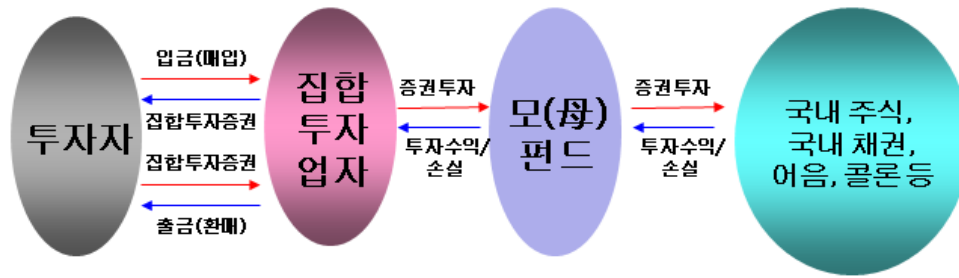 투자자
입금(매입)
집합투자증권
집합투자증권
출금(환매)
집합
투자
업자
증권투자
투자수익/
손실
모(母)
펀드
증권투자
투자수익/
손실
국내 주식,
국내 채권,
어음, 콜론 등